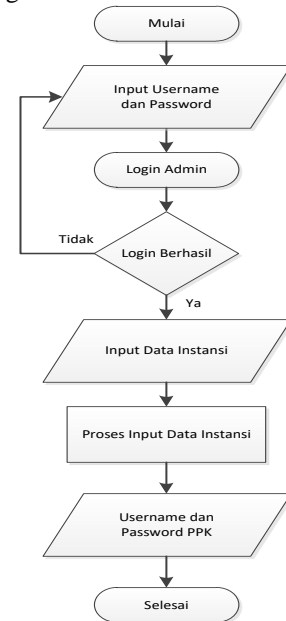 g
Mulai
Input Username
dan Password
Login Admin
Tidak
Login Berhasil
Ya
Input Data Instansi
Proses Input Data Instansi
Username dan
Password PPK
Selesai